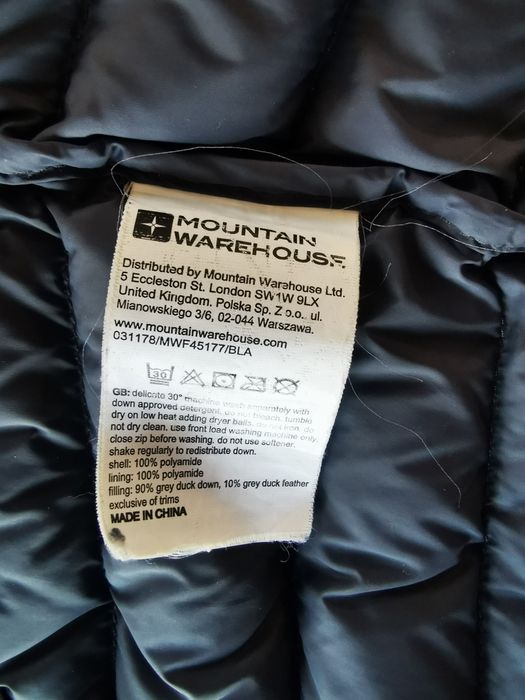 MOUNTAIN
WAREHOUSE
Distributed by Mountain Warehouse Ltd.
5 Eccleston St. London SW1W 9LX
United Kingdom. Polska Sp. Z o.o. ul.
Mianowskiego 3/6, 02-044 Warszawa.
www.mountainwarehouse.com
031178/MWF45177/BLA
30
GB: delicate 30° machine wash separately with
down approved detergent, do not bleach, tumble
dry on low heat adding dryer balls, do not iron, do
not dry clean. use front load washing machine only.
close zip before washing. do not use softener.
shake regularly to redistribute down.
shell: 100% polyamide
lining: 100% polyamide
filling: 90% grey duck down, 10% grey duck feather
exclusive of trims
MADE IN CHINA